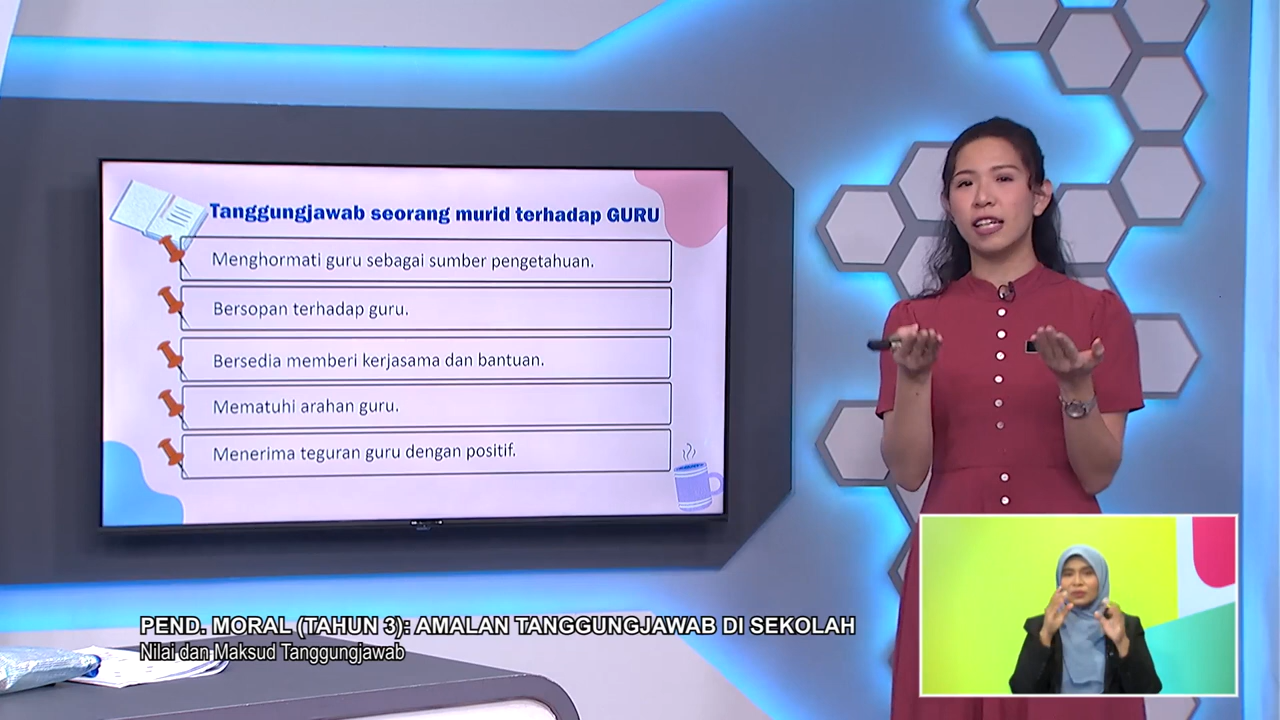 Tanggungjawab seorang murid terhadap GURU
Menghormati guru sebagai sumber pengetahuan.
Bersopan terhadap guru.
Bersedia memberi kerjasama dan bantuan.
Mematuhi arahan guru.
Menerima teguran guru dengan positif.
PEND. MORAL (TAHUN 3): AMALAN TANGGUNGJAWAB DI SEKOLAH
Nilai dan Maksud Tanggungjawab